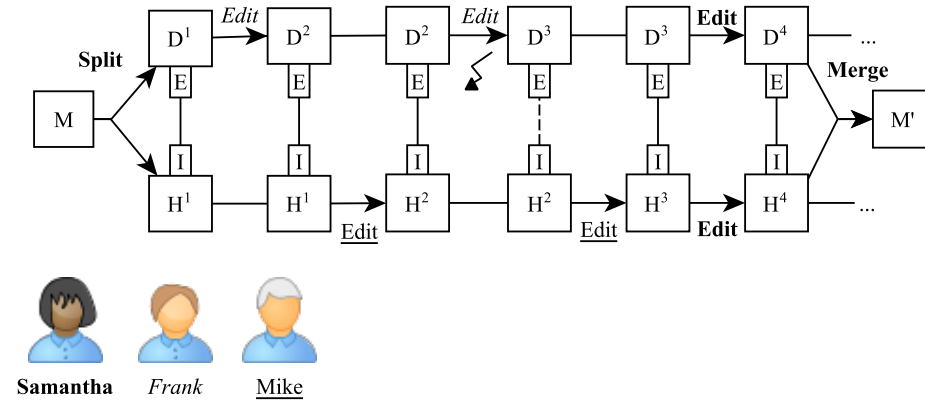 Edit Edit Edit
D¹ D² D² D³ D³ D⁴ ...
Split Merge
E E E E E E
M M'
I I I I I I
H¹ H¹ H² H² H³ H⁴ ...
Edit Edit Edit
Samantha Frank Mike